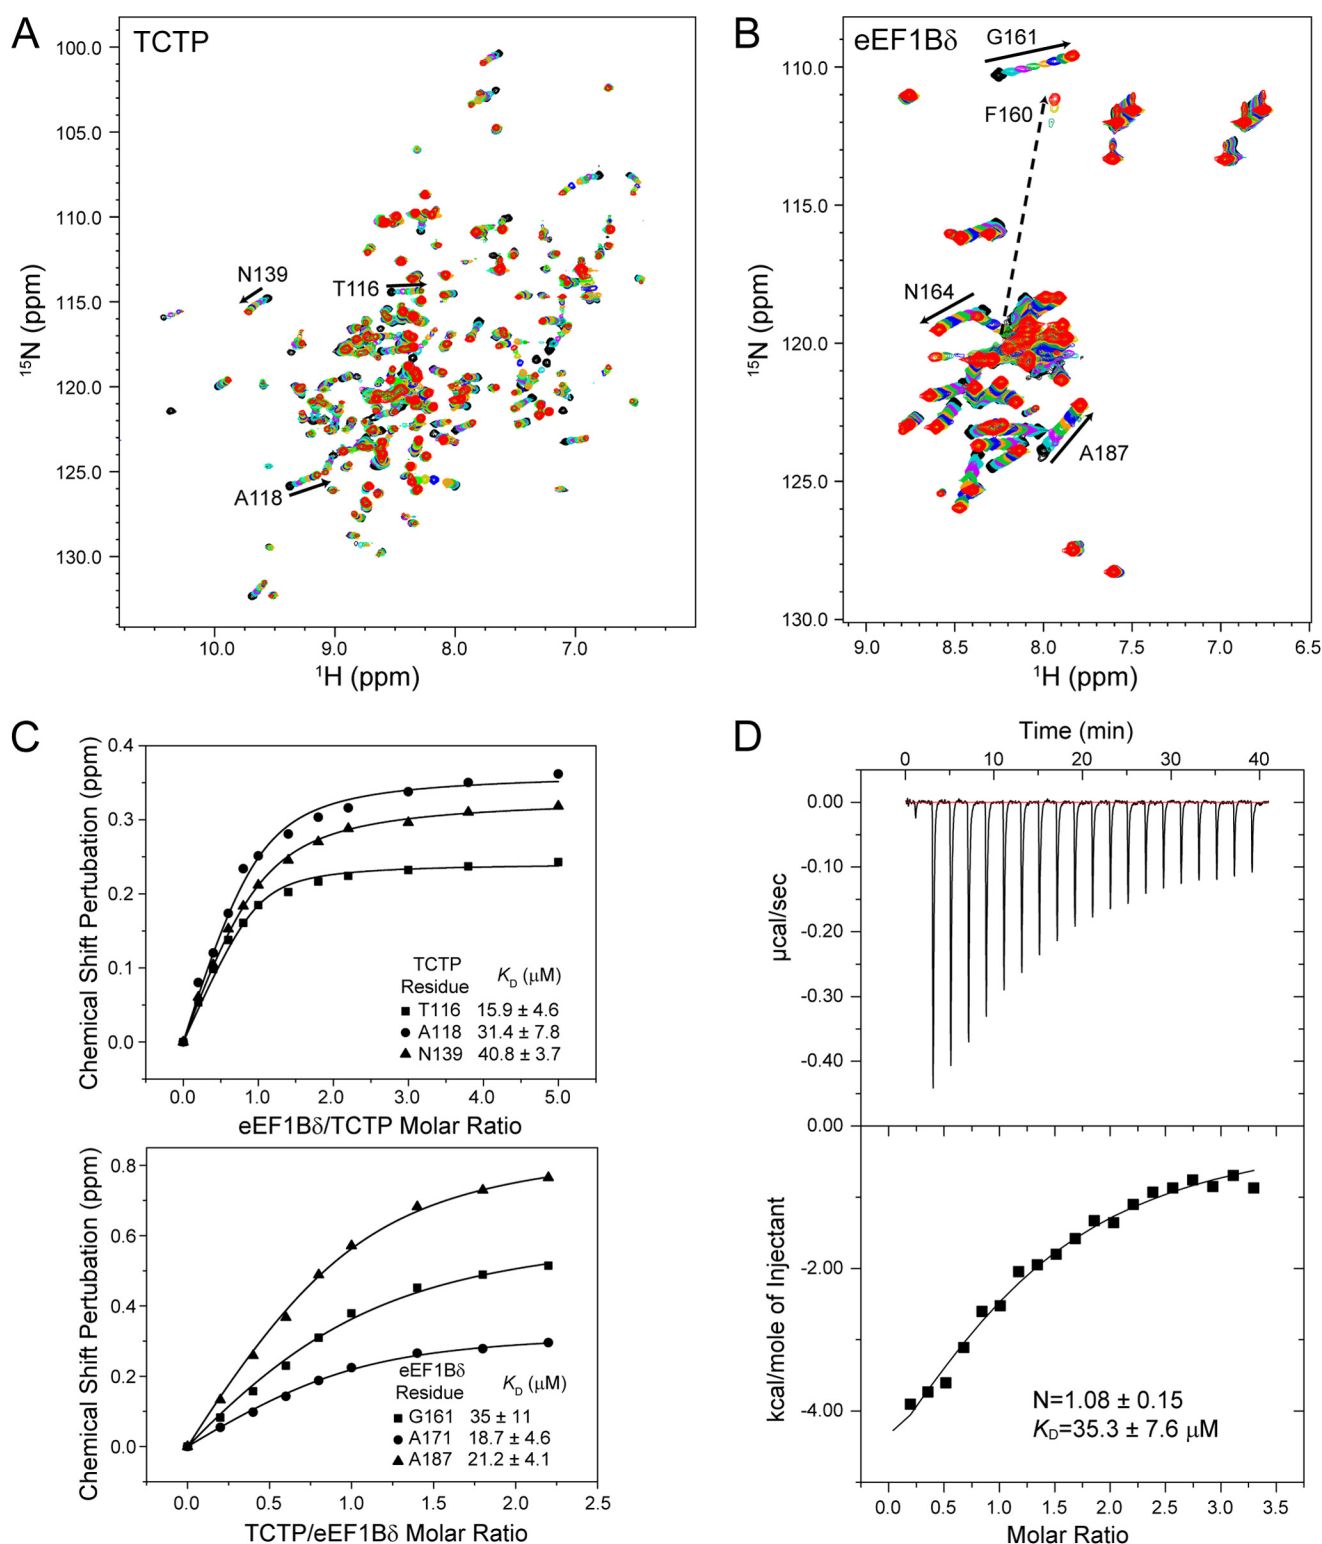 A
TCTP
100.0
105.0
110.0
115.0
120.0
125.0
130.0
15N (ppm)
N139
T116
A118
10.0 9.0 8.0 7.0
1H (ppm)
B
eEF1Bδ
G161
F160
N164
A187
110.0
115.0
120.0
125.0
130.0
15N (ppm)
9.0 8.5 8.0 7.5 7.0 6.5
1H (ppm)
C
Chemical Shift Pertubation (ppm)
0.4
0.3
0.2
0.1
0.0
TCTP
Residue KD (μM)
T116 15.9 ± 4.6
A118 31.4 ± 7.8
N139 40.8 ± 3.7
0.0 1.0 2.0 3.0 4.0 5.0
eEF1Bδ/TCTP Molar Ratio
Chemical Shift Pertubation (ppm)
0.8
0.6
0.4
0.2
0.0
eEF1Bδ
Residue KD (μM)
G161 35 ± 11
A171 18.7 ± 4.6
A187 21.2 ± 4.1
0.0 0.5 1.0 1.5 2.0 2.5
TCTP/eEF1Bδ Molar Ratio
D
Time (min)
0 10 20 30 40
0.00
-0.10
-0.20
-0.30
-0.40
0.00
μcal/sec
-2.00
-4.00
kcal/mole of Injectant
N=1.08 ± 0.15
KD=35.3 ± 7.6 μM
0.0 0.5 1.0 1.5 2.0 2.5 3.0 3.5
Molar Ratio